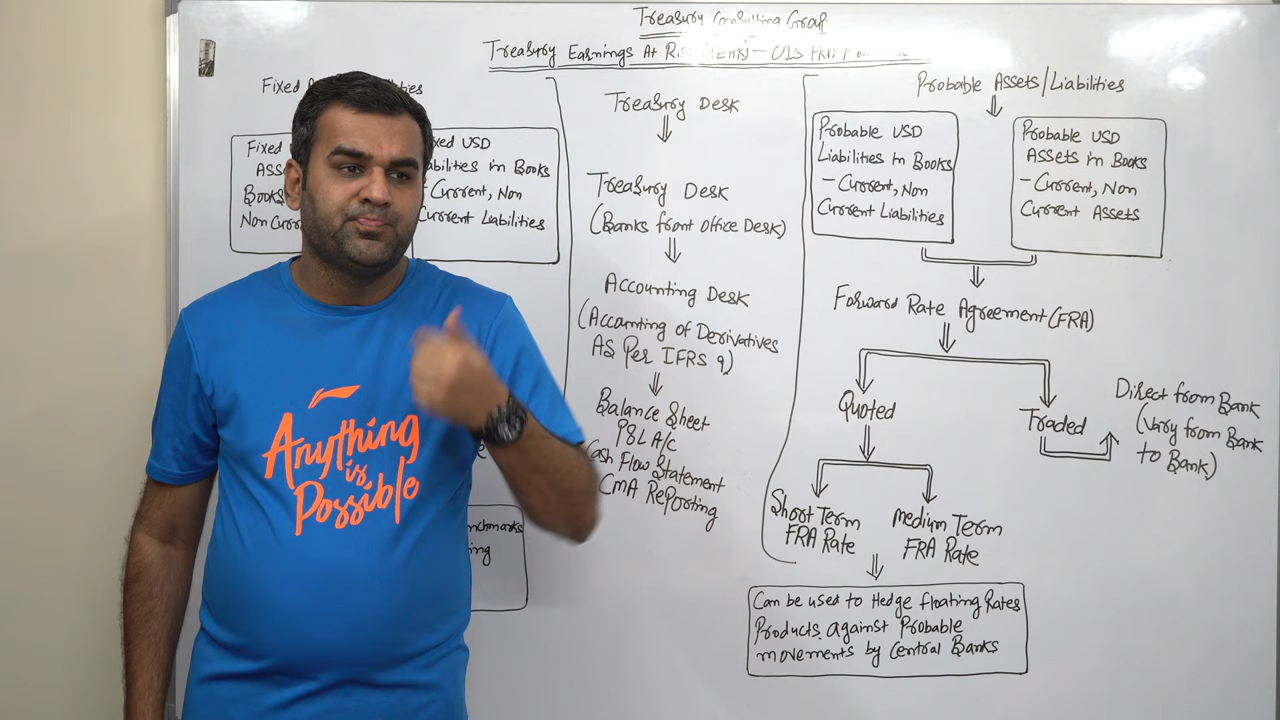 Treasury Consulting Group
Treasury Earnings At Risk (TEAR) - OIS FRA
Fixed
Fixed
Books
Non
Fixed USD
Liabilities in Books
- Current, Non
Current Liabilities
nchmarks
ing
Treasury Desk
Treasury Desk
(Banks front office Desk)
Accounting Desk
(Accounting of Derivatives
AS Per IFRS 9)
Balance Sheet
P&L A/C
Cash Flow Statement
CMA Reporting
Probable Assets/Liabilities
Probable USD
Liabilities in Books
- Current, Non
Current Liabilities
Probable USD
Assets in Books
- Current, Non
Current Assets
Forward Rate Agreement (FRA)
Quoted
Traded
Direct from Bank
(Vary from Bank
to Bank)
Short Term
FRA Rate
Medium Term
FRA Rate
Can be used to Hedge floating Rates
Products Against Probable
movements by Central Banks
Anything
is
Possible